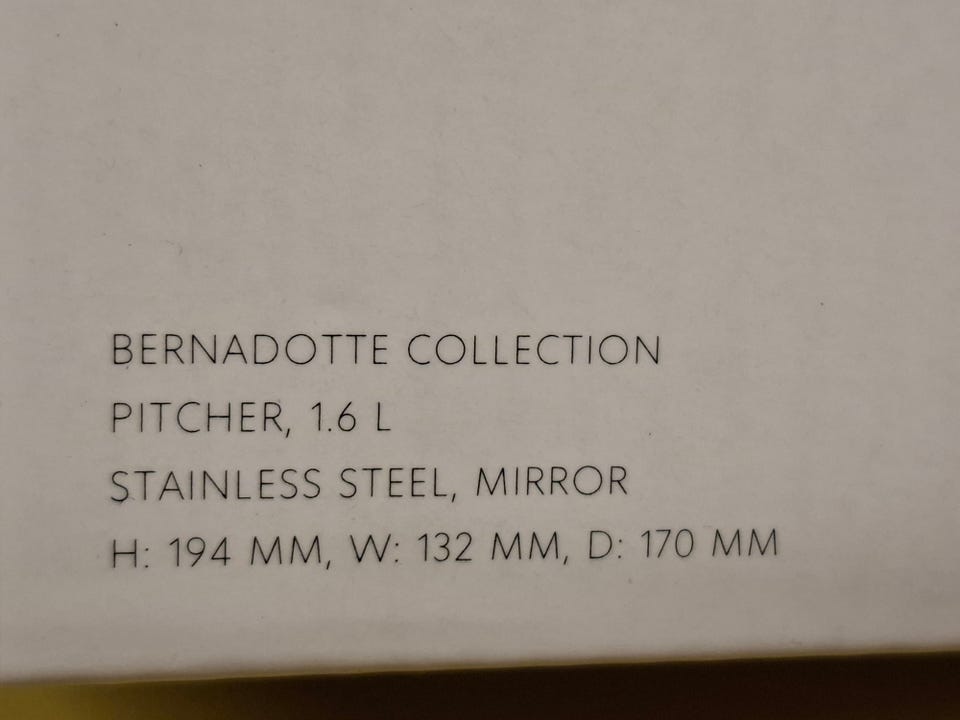 BERNADOTTE COLLECTION
PITCHER, 1.6 L
STAINLESS STEEL, MIRROR
H: 194 MM, W: 132 MM, D: 170 MM